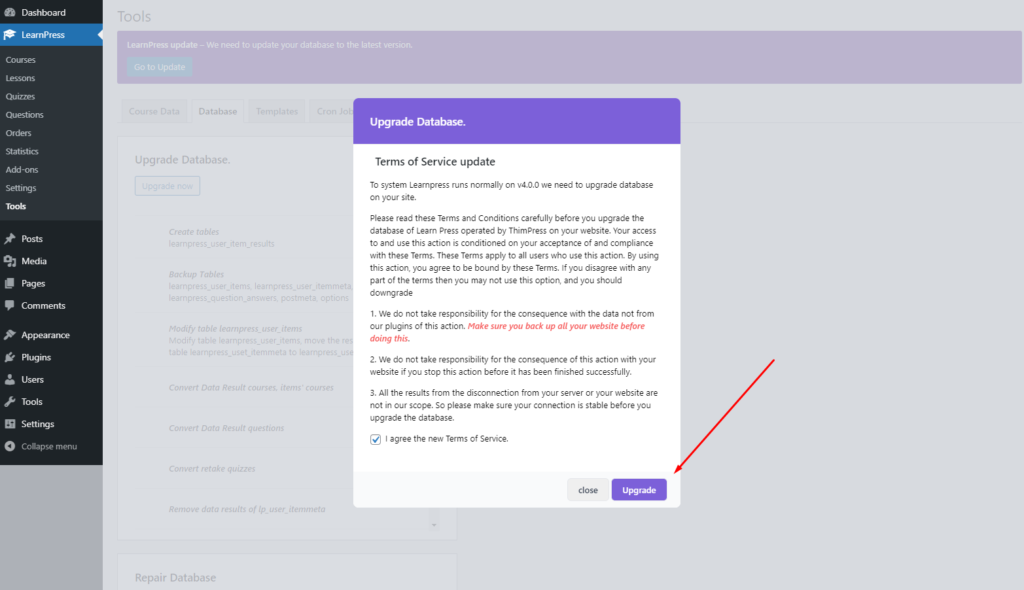 Dashboard
LearnPress
Courses
Lessons
Quizzes
Questions
Orders
Statistics
Add-ons
Settings
Tools
Posts
Media
Pages
Comments
Appearance
Plugins
Users
Tools
Settings
Collapse menu
Tools
LearnPress update – We need to update your database to the latest version.
Go to Update
Course Data
Database
Templates
Cron Job
Upgrade Database.
Upgrade now
Create tables
learnpress_user_item_results
Backup Tables
learnpress_user_items, learnpress_user_itemmeta,
learnpress_question_answers, postmeta, options
Modify table learnpress_user_items
Modify table learnpress_user_items, move the res
table learnpress_uset_itemmeta to learnpress_use
Convert Data Result courses, items' courses
Convert Data Result questions
Convert retake quizzes
Remove data results of lp_user_itemmeta
Repair Database
Upgrade Database.
Terms of Service update
To system Learnpress runs normally on v4.0.0 we need to upgrade database
on your site.
Please read these Terms and Conditions carefully before you upgrade the
database of Learn Press operated by ThimPress on your website. Your access
to and use this action is conditioned on your acceptance of and compliance
with these Terms. These Terms apply to all users who use this action. By using
this action, you agree to be bound by these Terms. If you disagree with any
part of the terms then you may not use this option, and you should
downgrade
1. We do not take responsibility for the consequence with the data not from
our plugins of this action. Make sure you back up all your website before
doing this.
2. We do not take responsibility for the consequence of this action with your
website if you stop this action before it has been finished successfully.
3. All the results from the disconnection from your server or your website are
not in our scope. So please make sure your connection is stable before you
upgrade the database.
I agree the new Terms of Service.
close
Upgrade